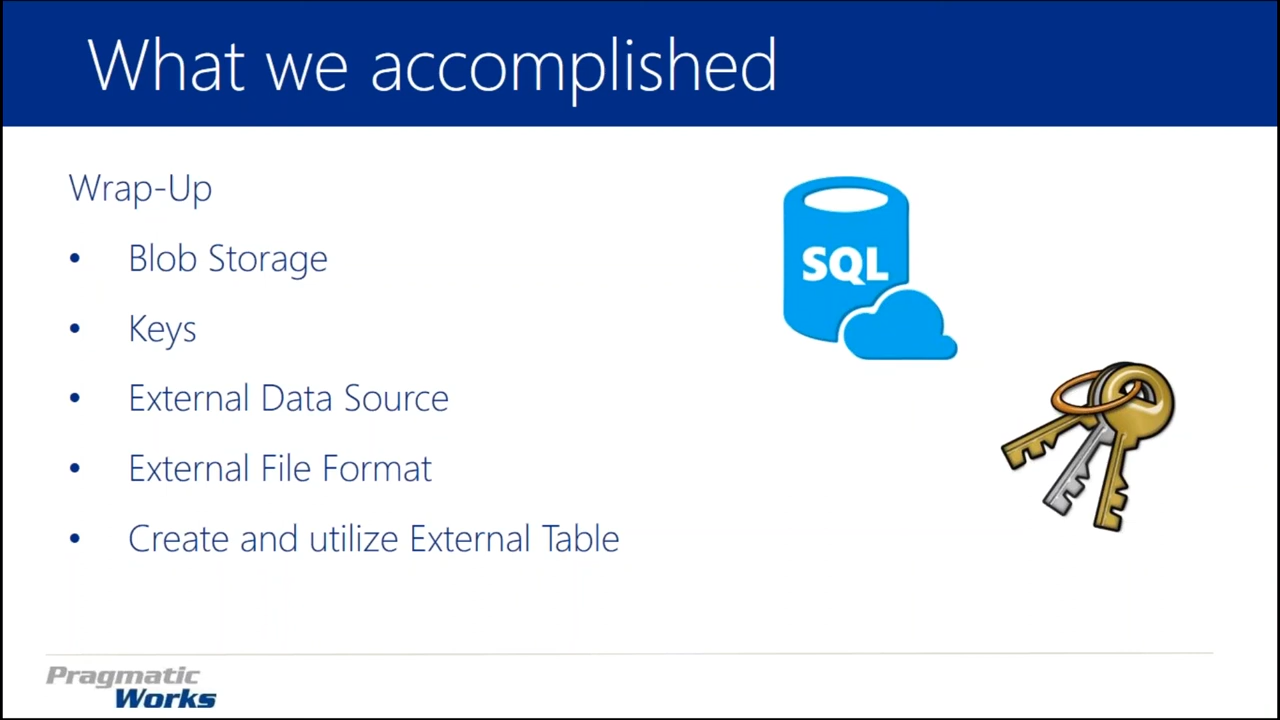 What we accomplished
Wrap-Up
• Blob Storage
• Keys
• External Data Source
• External File Format
• Create and utilize External Table
SQL
Pragmatic
Works